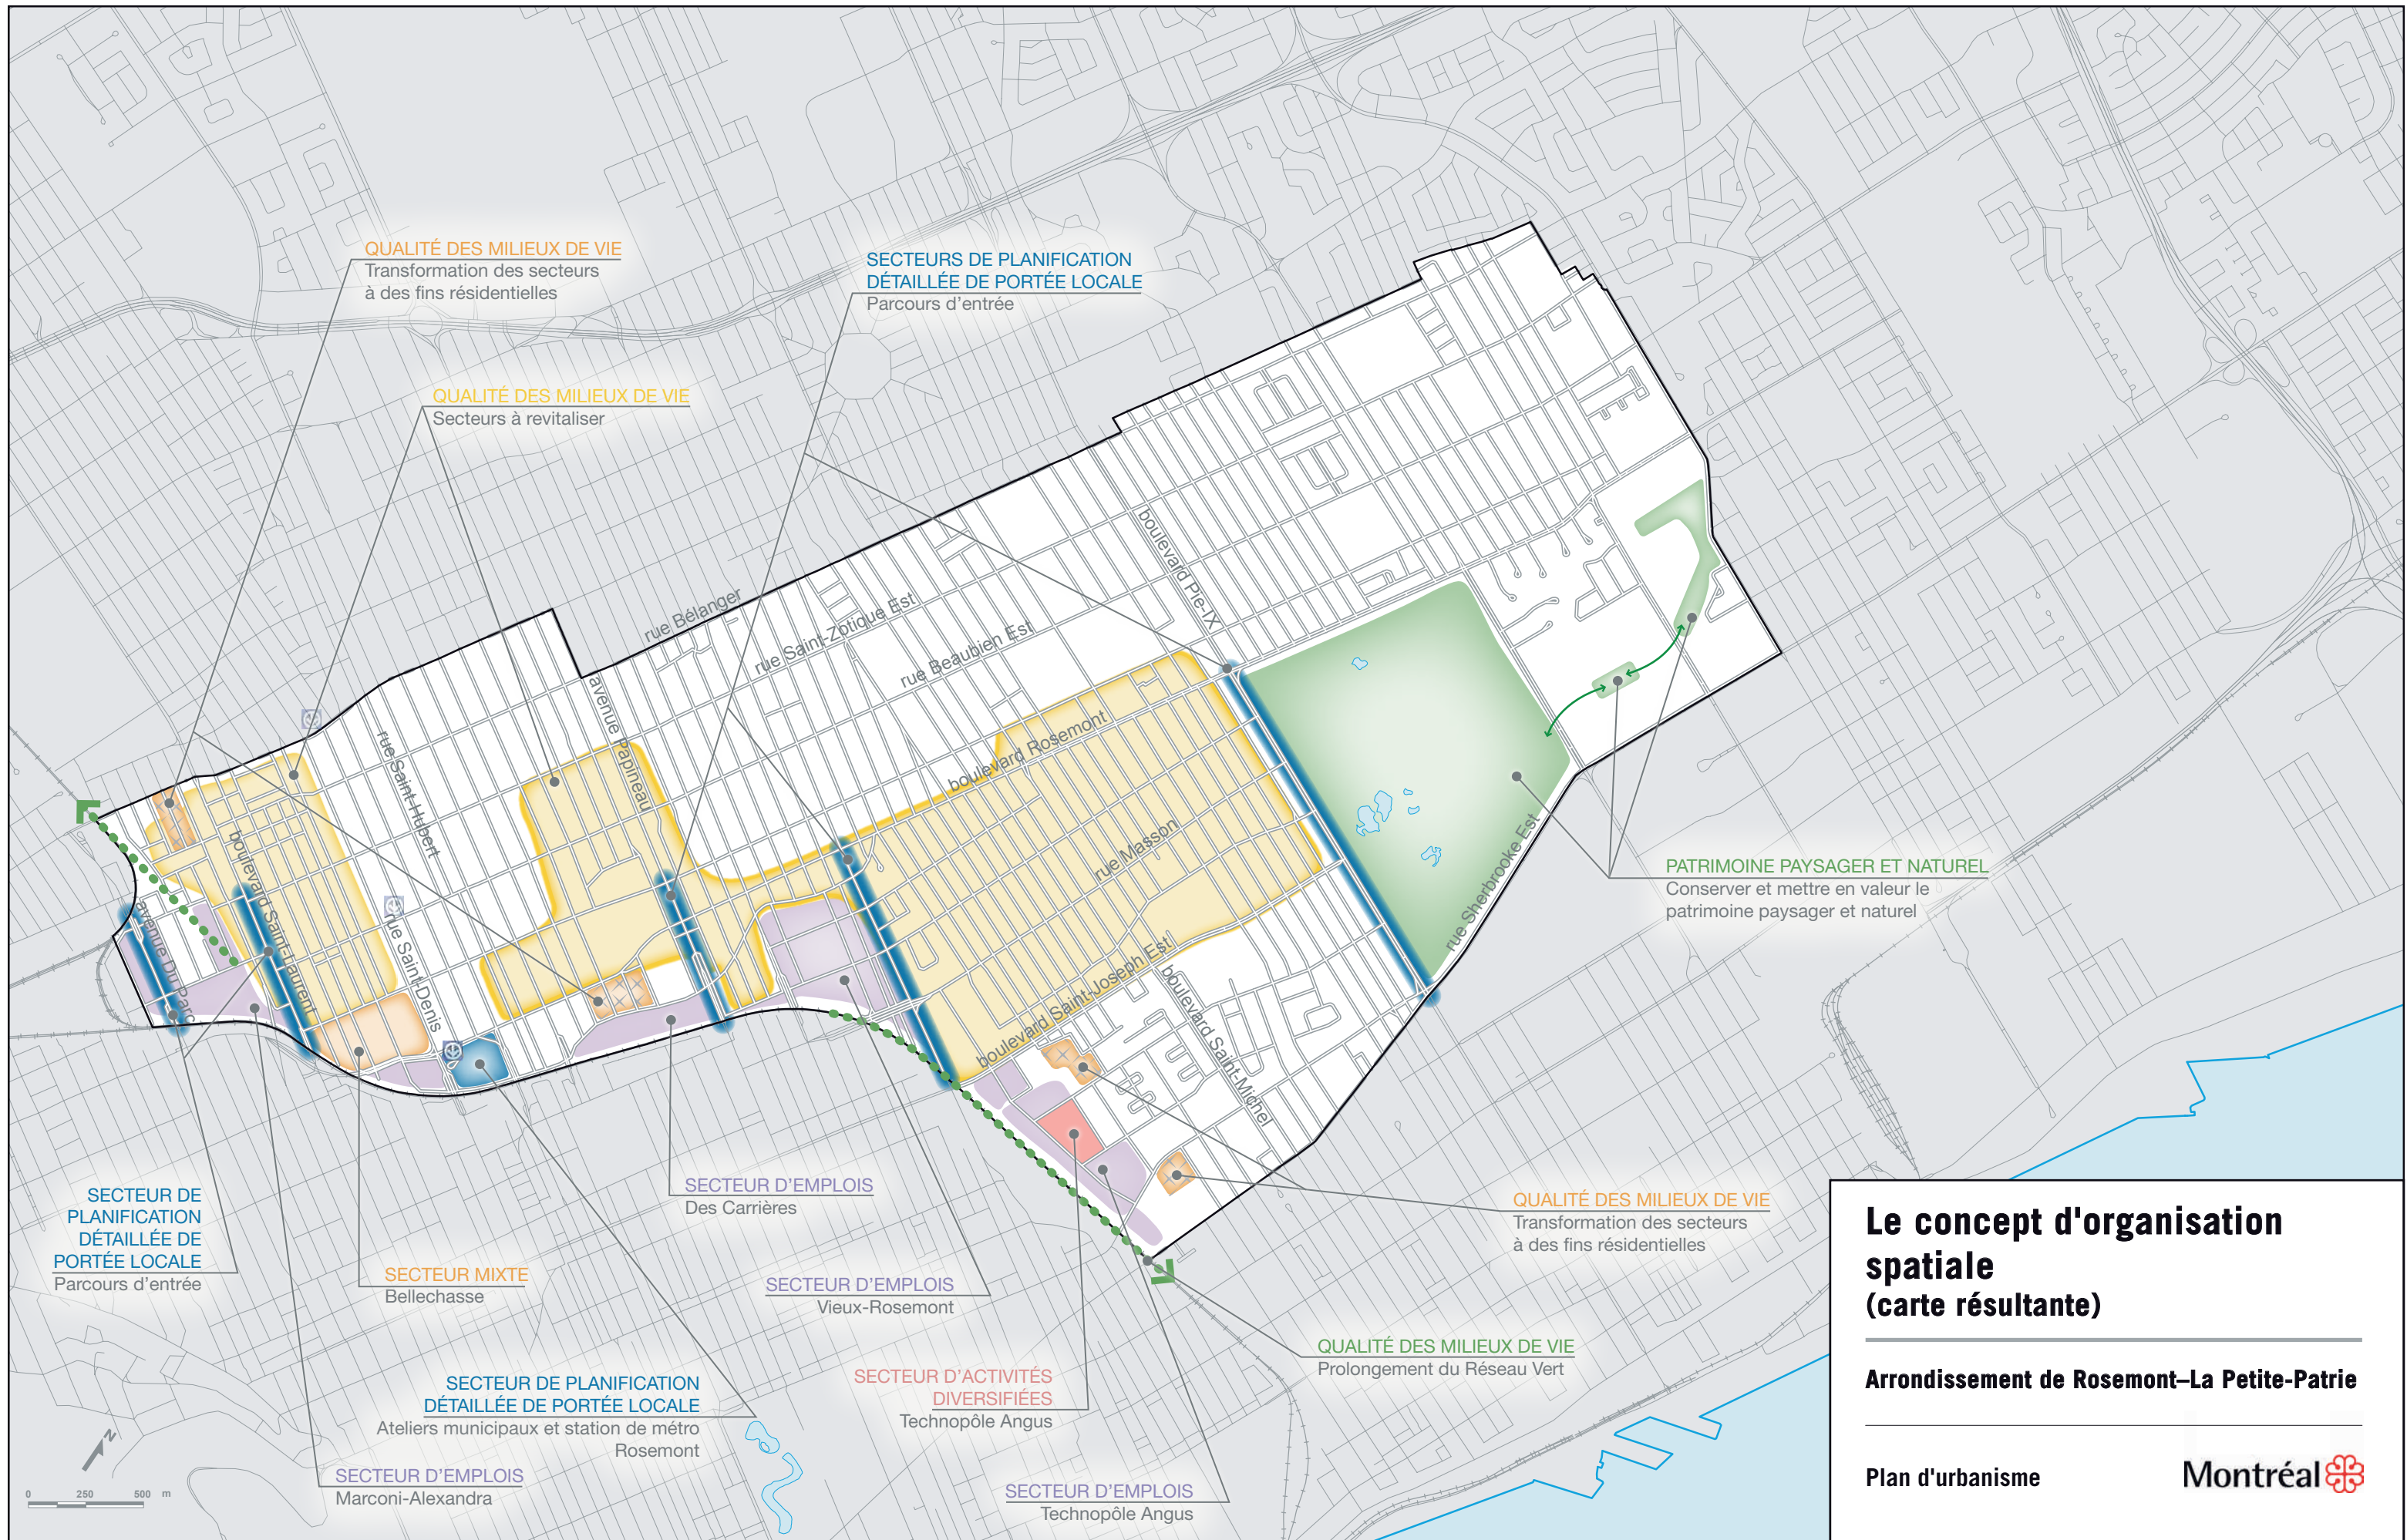 QUALITÉ DES MILIEUX DE VIE
Transformation des secteurs
à des fins résidentielles
SECTEURS DE PLANIFICATION
DÉTAILLÉE DE PORTÉE LOCALE
Parcours d'entrée
QUALITÉ DES MILIEUX DE VIE
Secteurs à revitaliser
boulevard Pie-IX
rue Bélanger
rue Saint-Zotique Est
rue Beaubien Est
avenue Papineau
rue Saint-Hubert
boulevard Rosemont
boulevard Saint-Laurent
rue Masson
rue Sherbrooke Est
avenue Du Parc
rue Saint-Denis
boulevard Saint-Joseph Est
boulevard Saint-Michel
PATRIMOINE PAYSAGER ET NATUREL
Conserver et mettre en valeur le
patrimoine paysager et naturel
SECTEUR DE
PLANIFICATION
DÉTAILLÉE DE
PORTÉE LOCALE
Parcours d'entrée
SECTEUR D'EMPLOIS
Des Carrières
QUALITÉ DES MILIEUX DE VIE
Transformation des secteurs
à des fins résidentielles
SECTEUR MIXTE
Bellechasse
SECTEUR D'EMPLOIS
Vieux-Rosemont
QUALITÉ DES MILIEUX DE VIE
Prolongement du Réseau Vert
SECTEUR D'ACTIVITÉS
DIVERSIFIÉES
Technopôle Angus
SECTEUR DE PLANIFICATION
DÉTAILLÉE DE PORTÉE LOCALE
Ateliers municipaux et station de métro
Rosemont
SECTEUR D'EMPLOIS
Marconi-Alexandra
SECTEUR D'EMPLOIS
Technopôle Angus
N
0 250 500 m
Le concept d'organisation
spatiale
(carte résultante)
Arrondissement de Rosemont–La Petite-Patrie
Plan d'urbanisme
Montréal